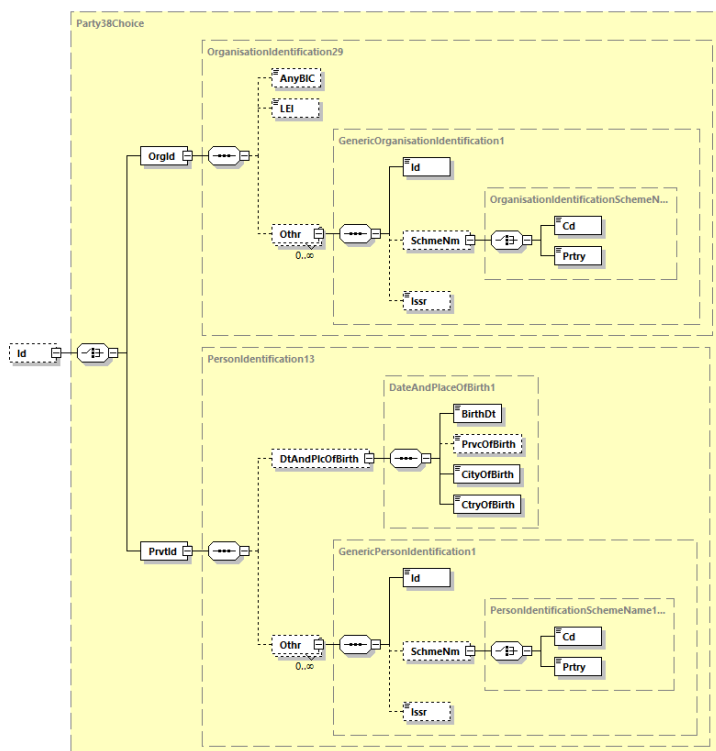 Party38Choice
OrganisationIdentification29
AnyBIC
LEI
GenericOrganisationIdentification1
Id
OrgId
OrganisationIdentificationSchemeN...
Cd
Othr
SchmeNm
0..∞
Prtry
Issr
Id
PersonIdentification13
DateAndPlaceOfBirth1
BirthDt
PrvcOfBirth
DtAndPlcOfBirth
CityOfBirth
CtryOfBirth
PrvtId
GenericPersonIdentification1
Id
PersonIdentificationSchemeName1...
Cd
Othr
SchmeNm
0..∞
Prtry
Issr